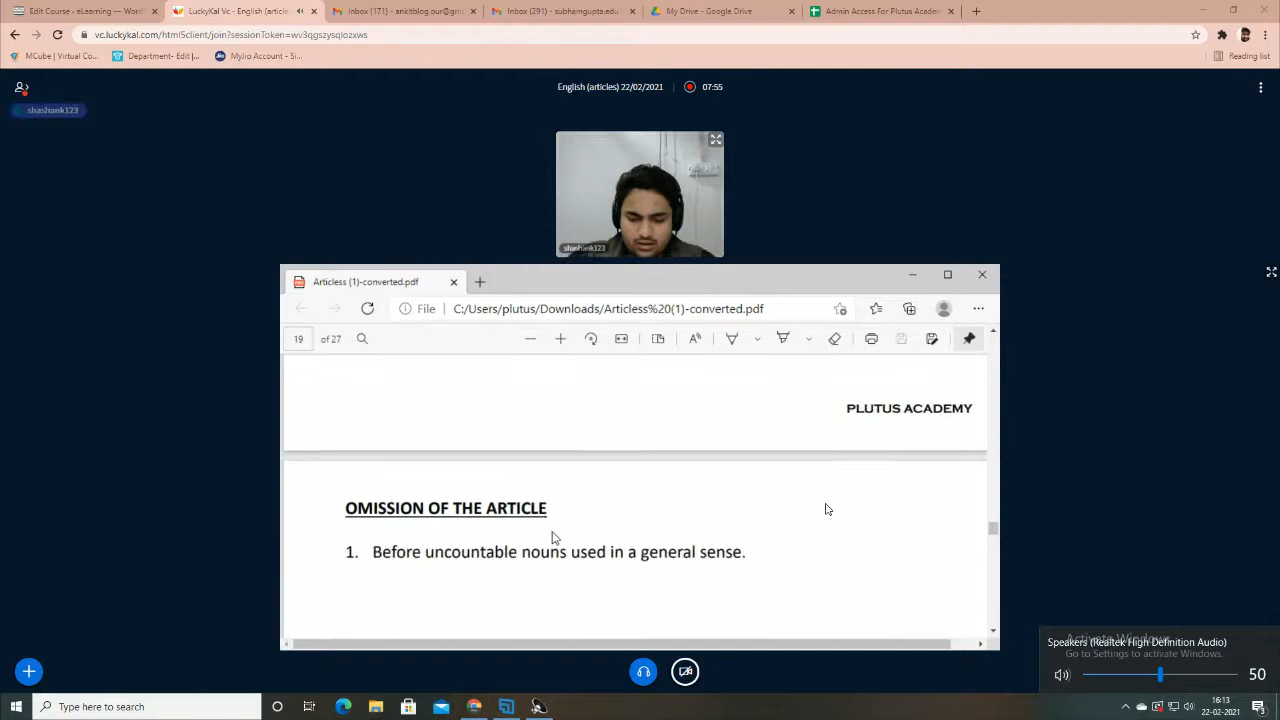 Edit Course - eLearning — Word
LuckyKal Vc - English (article
Inbox (171) - ankitblog.our@gm
Inbox (291) - subhamgupta.wd
My Drive - Google Drive
Admin Access For Plutus Academ
vc.luckykal.com/html5client/join?sessionToken=wv3qgszysqlozxws
MCube | Virtual Co...
Department- Edit |...
MyJio Account - Si...
Reading list
English (articles) 22/02/2021
07:55
shashank123
shashank123
Articless (1)-converted.pdf
File
C:/Users/plutus/Downloads/Articless%20(1)-converted.pdf
19 of 27
PLUTUS ACADEMY
OMISSION OF THE ARTICLE
1. Before uncountable nouns used in a general sense.
Activate Windows
Speakers (Realtek High Definition Audio)
Go to Settings to activate Windows.
50
Type here to search
16:13
22-02-2021